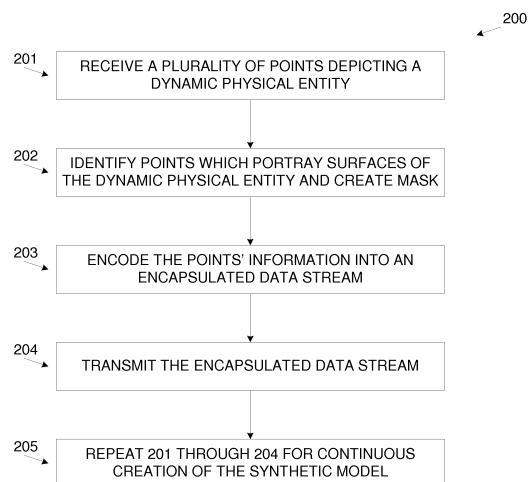 200
201
RECEIVE A PLURALITY OF POINTS DEPICTING A
DYNAMIC PHYSICAL ENTITY
202
IDENTIFY POINTS WHICH PORTRAY SURFACES OF
THE DYNAMIC PHYSICAL ENTITY AND CREATE MASK
203
ENCODE THE POINTS' INFORMATION INTO AN
ENCAPSULATED DATA STREAM
204
TRANSMIT THE ENCAPSULATED DATA STREAM
205
REPEAT 201 THROUGH 204 FOR CONTINUOUS
CREATION OF THE SYNTHETIC MODEL